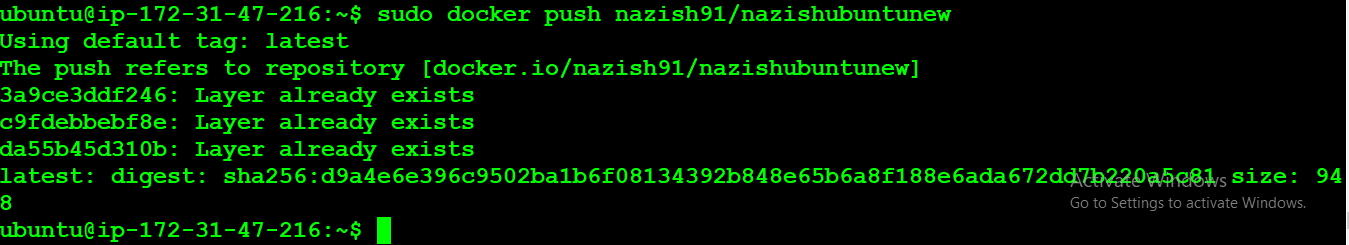 ubuntu@ip-172-31-47-216:~$ sudo docker push nazish91/nazishubuntunew
Using default tag: latest
The push refers to repository [docker.io/nazish91/nazishubuntunew]
3a9ce3ddf246: Layer already exists
c9fdebbebf8e: Layer already exists
da55b45d310b: Layer already exists
latest: digest: sha256:d9a4e6e396c9502ba1b6f08134392b848e65b6a8f188e6ada672dd7b220a5c81 size: 94
8
ubuntu@ip-172-31-47-216:~$
Activate Windows
Go to Settings to activate Windows.